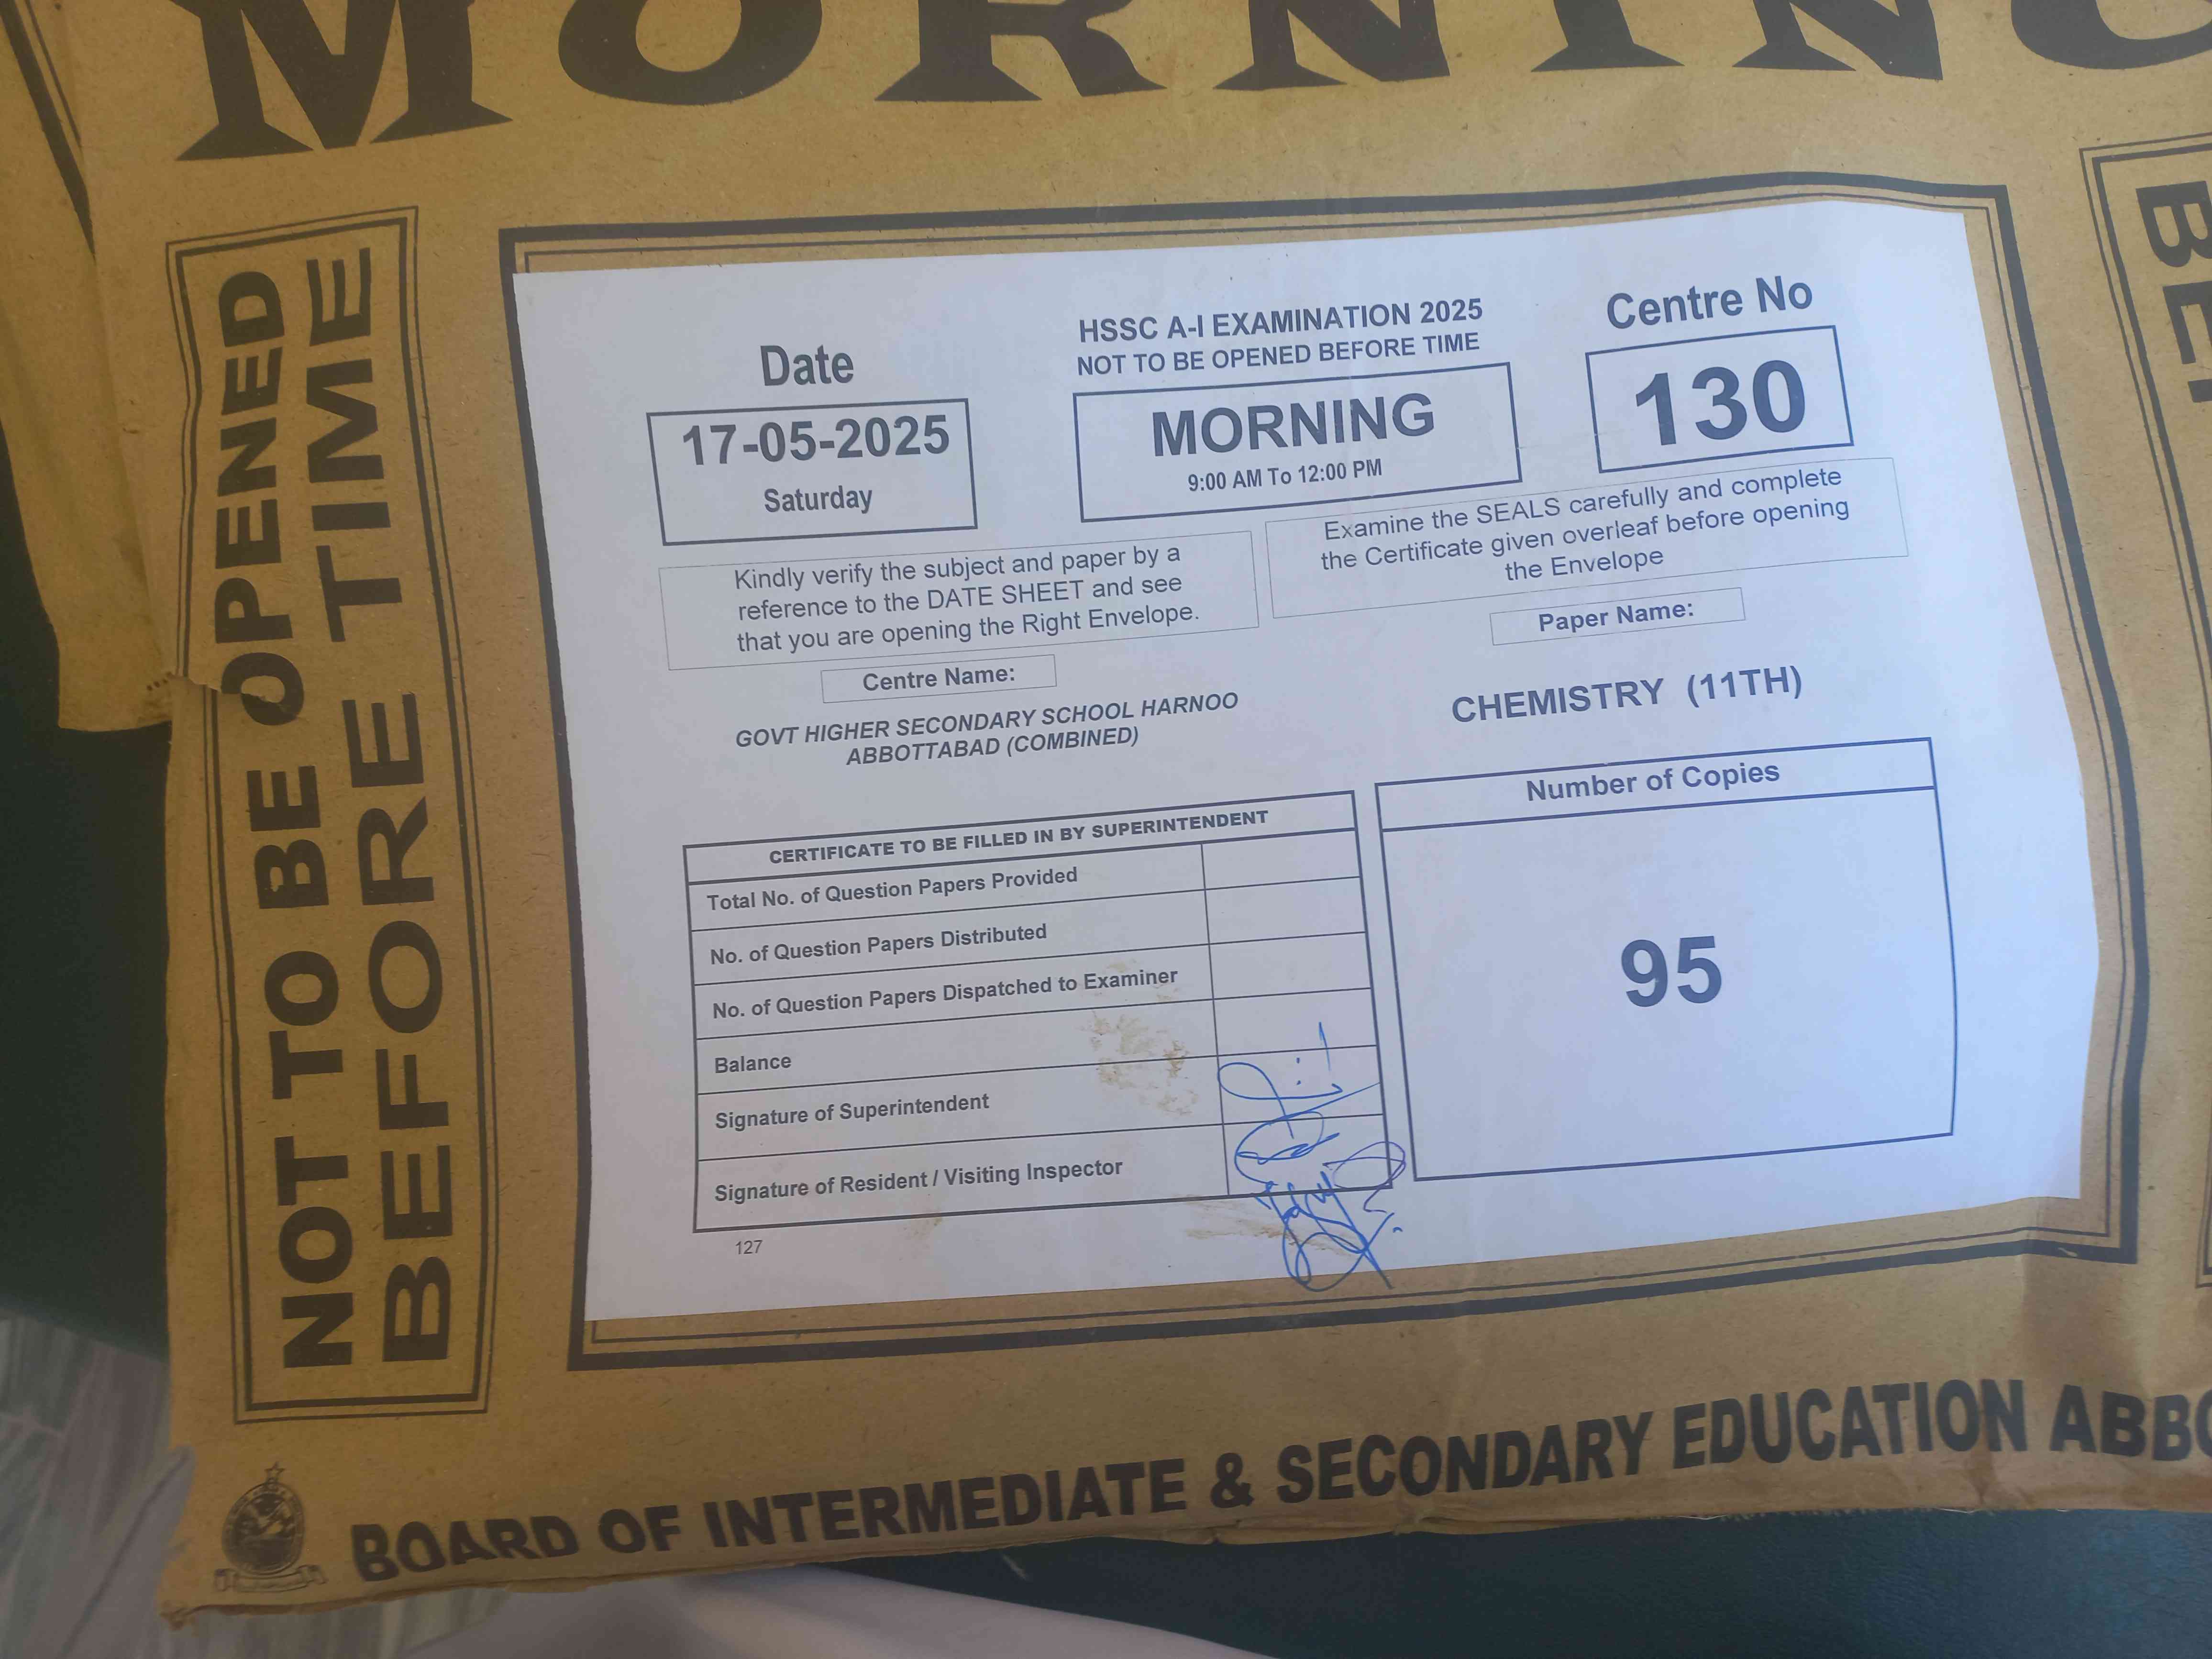 MORNING
NOT TO BE OPENED
BEFORE TIME
HSSC A-I EXAMINATION 2025
NOT TO BE OPENED BEFORE TIME
Date
17-05-2025
Saturday
MORNING
9:00 AM To 12:00 PM
Centre No
130
Kindly verify the subject and paper by a
reference to the DATE SHEET and see
that you are opening the Right Envelope.
Examine the SEALS carefully and complete
the Certificate given overleaf before opening
the Envelope
Centre Name:
GOVT HIGHER SECONDARY SCHOOL HARNOO
ABBOTTABAD (COMBINED)
Paper Name:
CHEMISTRY (11TH)
CERTIFICATE TO BE FILLED IN BY SUPERINTENDENT
Total No. of Question Papers Provided
No. of Question Papers Distributed
No. of Question Papers Dispatched to Examiner
Balance
Signature of Superintendent
Signature of Resident / Visiting Inspector
Number of Copies
95
127
BOARD OF INTERMEDIATE & SECONDARY EDUCATION ABBO